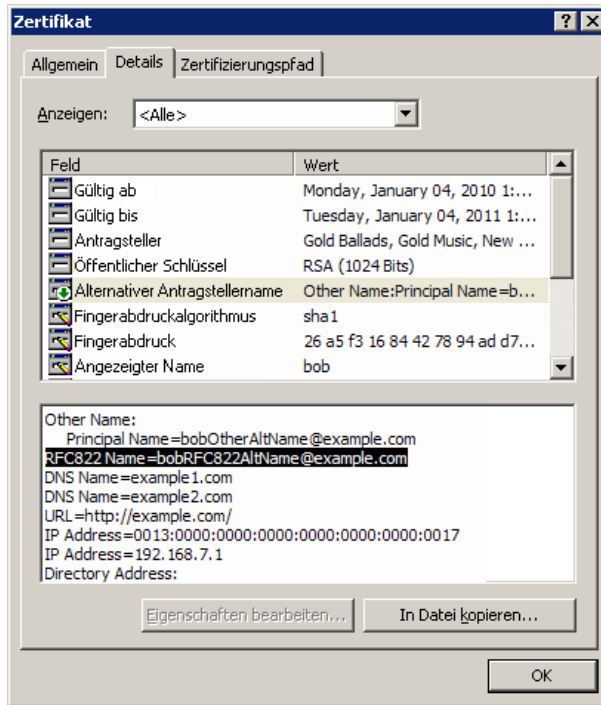 Zertifikat
Allgemein Details Zertifizierungspfad
Anzeigen: <Alle>
Feld Wert
Gültig ab Monday, January 04, 2010 1:...
Gültig bis Tuesday, January 04, 2011 1:...
Antragsteller Gold Ballads, Gold Music, New ...
Öffentlicher Schlüssel RSA (1024 Bits)
Alternativer Antragstellername Other Name:Principal Name=b...
Fingerabdruckalgorithmus sha1
Fingerabdruck 26 a5 f3 16 84 42 78 94 ad d7...
Angezeigter Name bob
Other Name:
Principal Name=bobOtherAltName@example.com
RFC822 Name=bobRFC822AltName@example.com
DNS Name=example1.com
DNS Name=example2.com
URL=http://example.com/
IP Address=0013:0000:0000:0000:0000:0000:0000:0017
IP Address=192.168.7.1
Directory Address:
Eigenschaften bearbeiten... In Datei kopieren...
OK